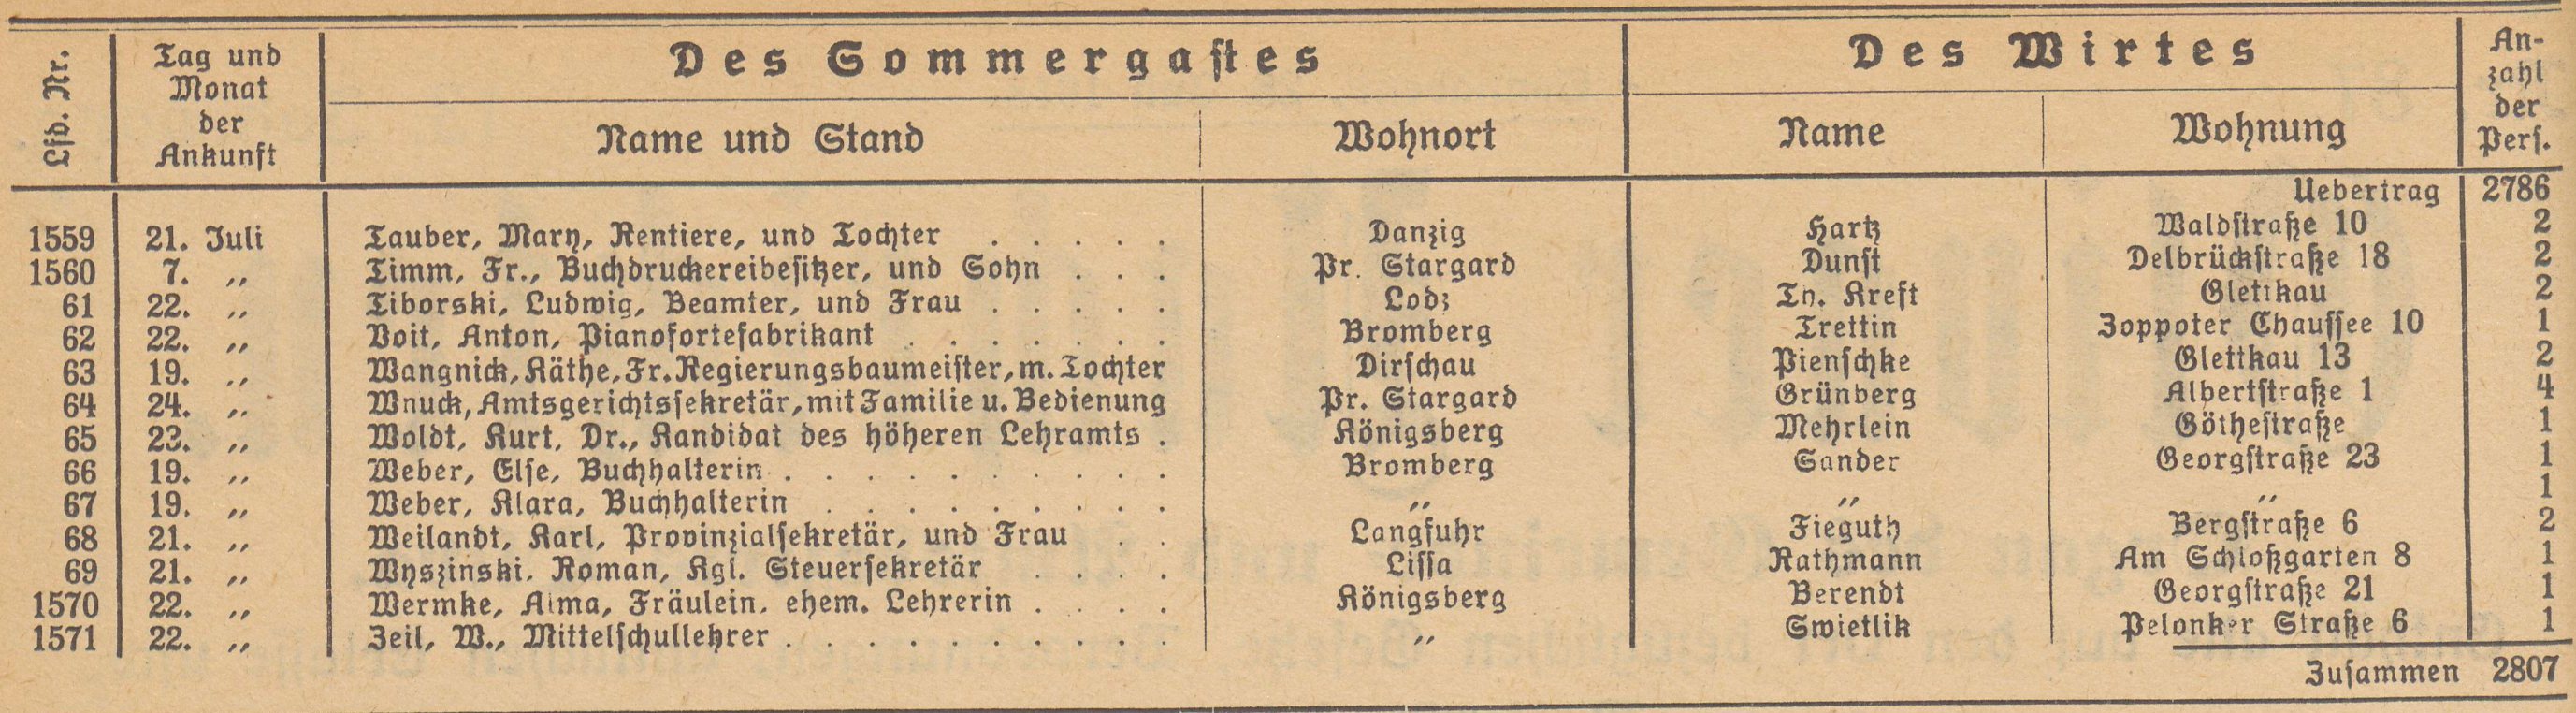 Lfd. Nr.
Tag und
Monat
der
Ankunft
Des Sommergastes
Name und Stand
Wohnort
Des Wirtes
Name
Wohnung
An-
zahl
der
Pers.
Uebertrag 2786
1559 21. Juli Tauber, Mary, Rentiere, und Tochter . . . . . Danzig Hartz Waldstraße 10 2
1560 7. „ Timm, Fr., Buchdruckereibesitzer, und Sohn . . . Pr. Stargard Dunst Delbrückstraße 18 2
61 22. „ Tiborski, Ludwig, Beamter, und Frau . . . . . Lodz Th. Kreft Glettkau 2
62 22. „ Voit, Anton, Pianofortefabrikant . . . . . . . Bromberg Trettin Zoppoter Chaussee 10 1
63 19. „ Wangnick, Käthe, Fr. Regierungsbaumeister, m. Tochter Dirschau Pienschke Glettkau 13 2
64 24. „ Wnuck, Amtsgerichtssekretär, mit Familie u. Bedienung Pr. Stargard Grünberg Albertstraße 1 4
65 23. „ Woldt, Kurt, Dr., Kandidat des höheren Lehramts . Königsberg Mehrlein Göthestraße 1
66 19. „ Weber, Else, Buchhalterin . . . . . . . . . . Bromberg Sander Georgstraße 23 1
67 19. „ Weber, Klara, Buchhalterin . . . . . . . . . „ „ „ 1
68 21. „ Weilandt, Karl, Provinzialsekretär, und Frau . . Langfuhr Fieguth Bergstraße 6 2
69 21. „ Wyszinski, Roman, Kgl. Steuersekretär . . . . Lissa Rathmann Am Schloßgarten 8 1
1570 22. „ Wermke, Alma, Fräulein, ehem. Lehrerin . . . . Königsberg Berendt Georgstraße 21 1
1571 22. „ Zeil, W., Mittelschullehrer . . . . . . . . . . „ Swietlik Pelonker Straße 6 1
Zusammen 2807